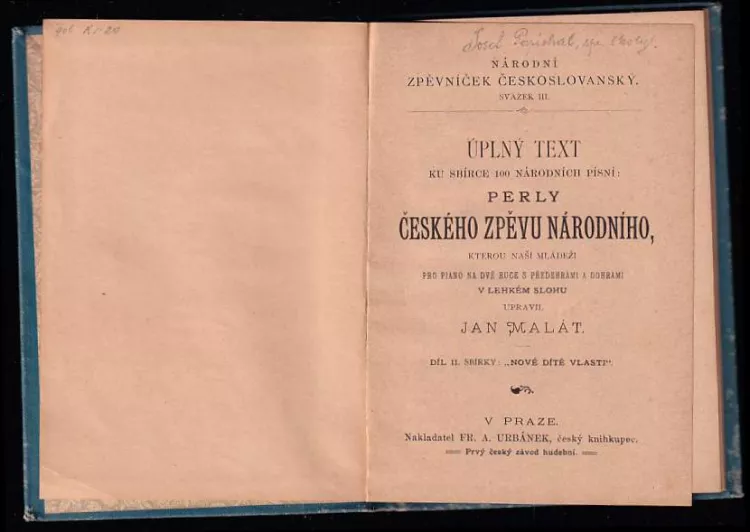 Josef
NÁRODNÍ
ZPĚVNÍČEK ČESKOSLOVANSKÝ.
SVAZEK III.
ÚPLNÝ TEXT
KU SBÍRCE 100 NÁRODNÍCH PÍSNÍ:
PERLY
ČESKÉHO ZPĚVU NÁRODNÍHO,
KTEROU NAŠÍ MLÁDEŽI
PRO PIANO NA DVĚ RUCE S PŘEDEHRAMI A DOHRAMI
V LEHKÉM SLOHU
UPRAVIL
JAN MALÁT.
DÍL II. SBÍRKY: „NOVÉ DÍTĚ VLASTI“.
V PRAZE.
Nakladatel FR. A. URBÁNEK, český knihkupec.
Prvý český závod hudební.